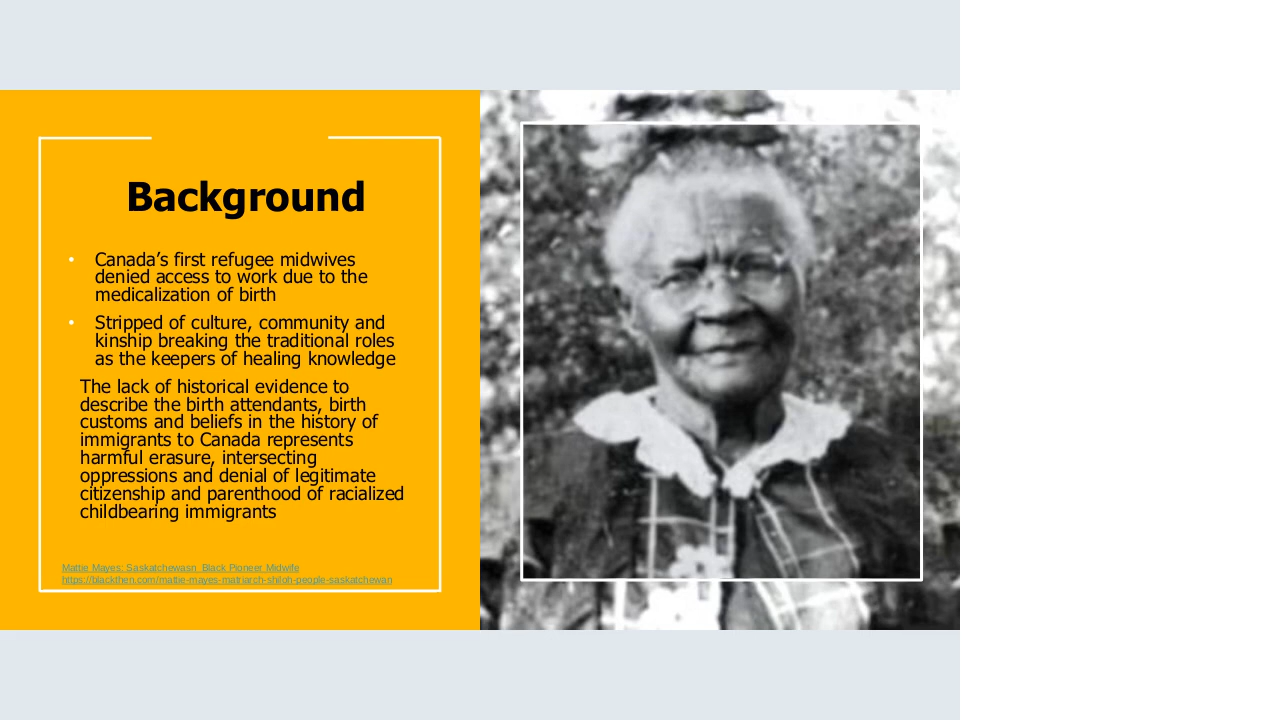 Background
• Canada’s first refugee midwives
denied access to work due to the
medicalization of birth
• Stripped of culture, community and
kinship breaking the traditional roles
as the keepers of healing knowledge
The lack of historical evidence to
describe the birth attendants, birth
customs and beliefs in the history of
immigrants to Canada represents
harmful erasure, intersecting
oppressions and denial of legitimate
citizenship and parenthood of racialized
childbearing immigrants
Mattie Mayes: Saskatchewasn Black Pioneer Midwife
https://blackthen.com/mattie-mayes-matriarch-shiloh-people-saskatchewan